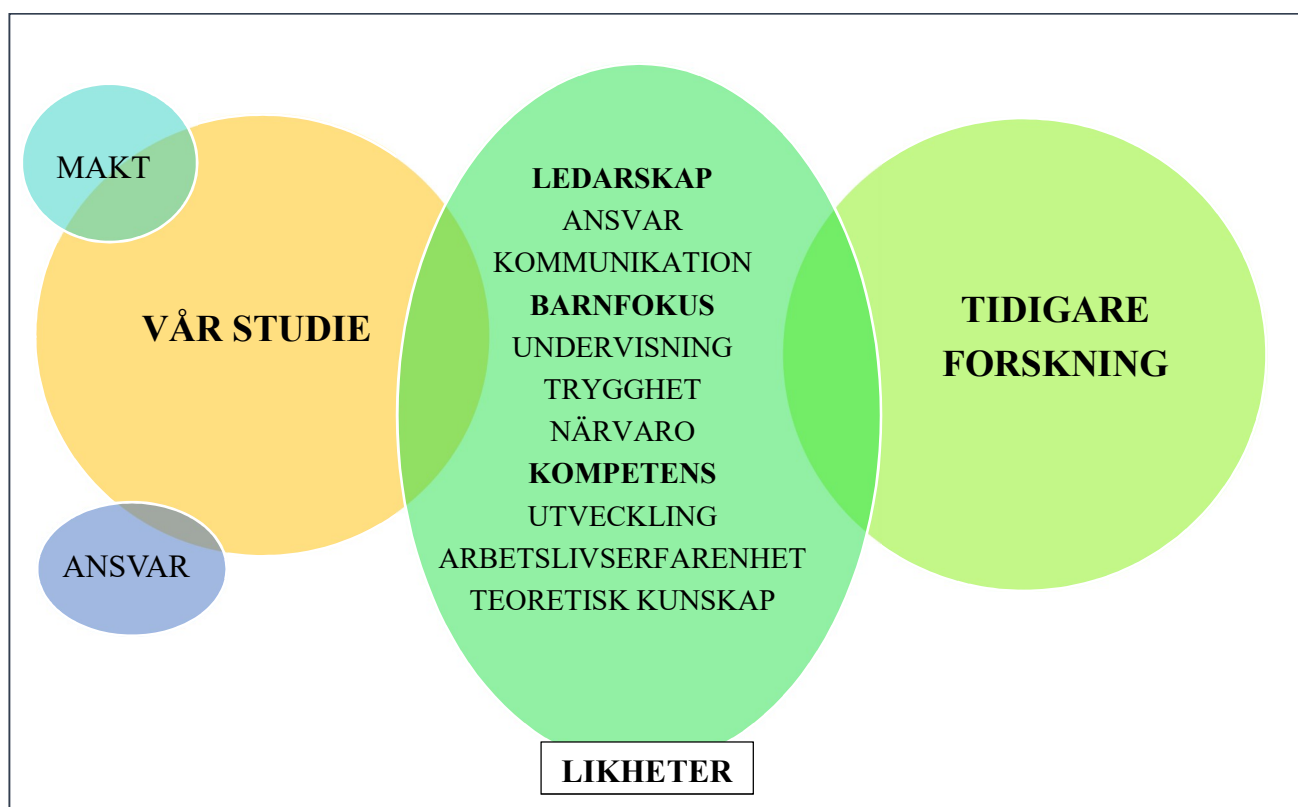 MAKT
VÅR STUDIE
ANSVAR
LEDARSKAP
ANSVAR
KOMMUNIKATION
BARNFOKUS
UNDERVISNING
TRYGGHET
NÄRVARO
KOMPETENS
UTVECKLING
ARBETSLIVSERFARENHET
TEORETISK KUNSKAP
LIKHETER
TIDIGARE
FORSKNING